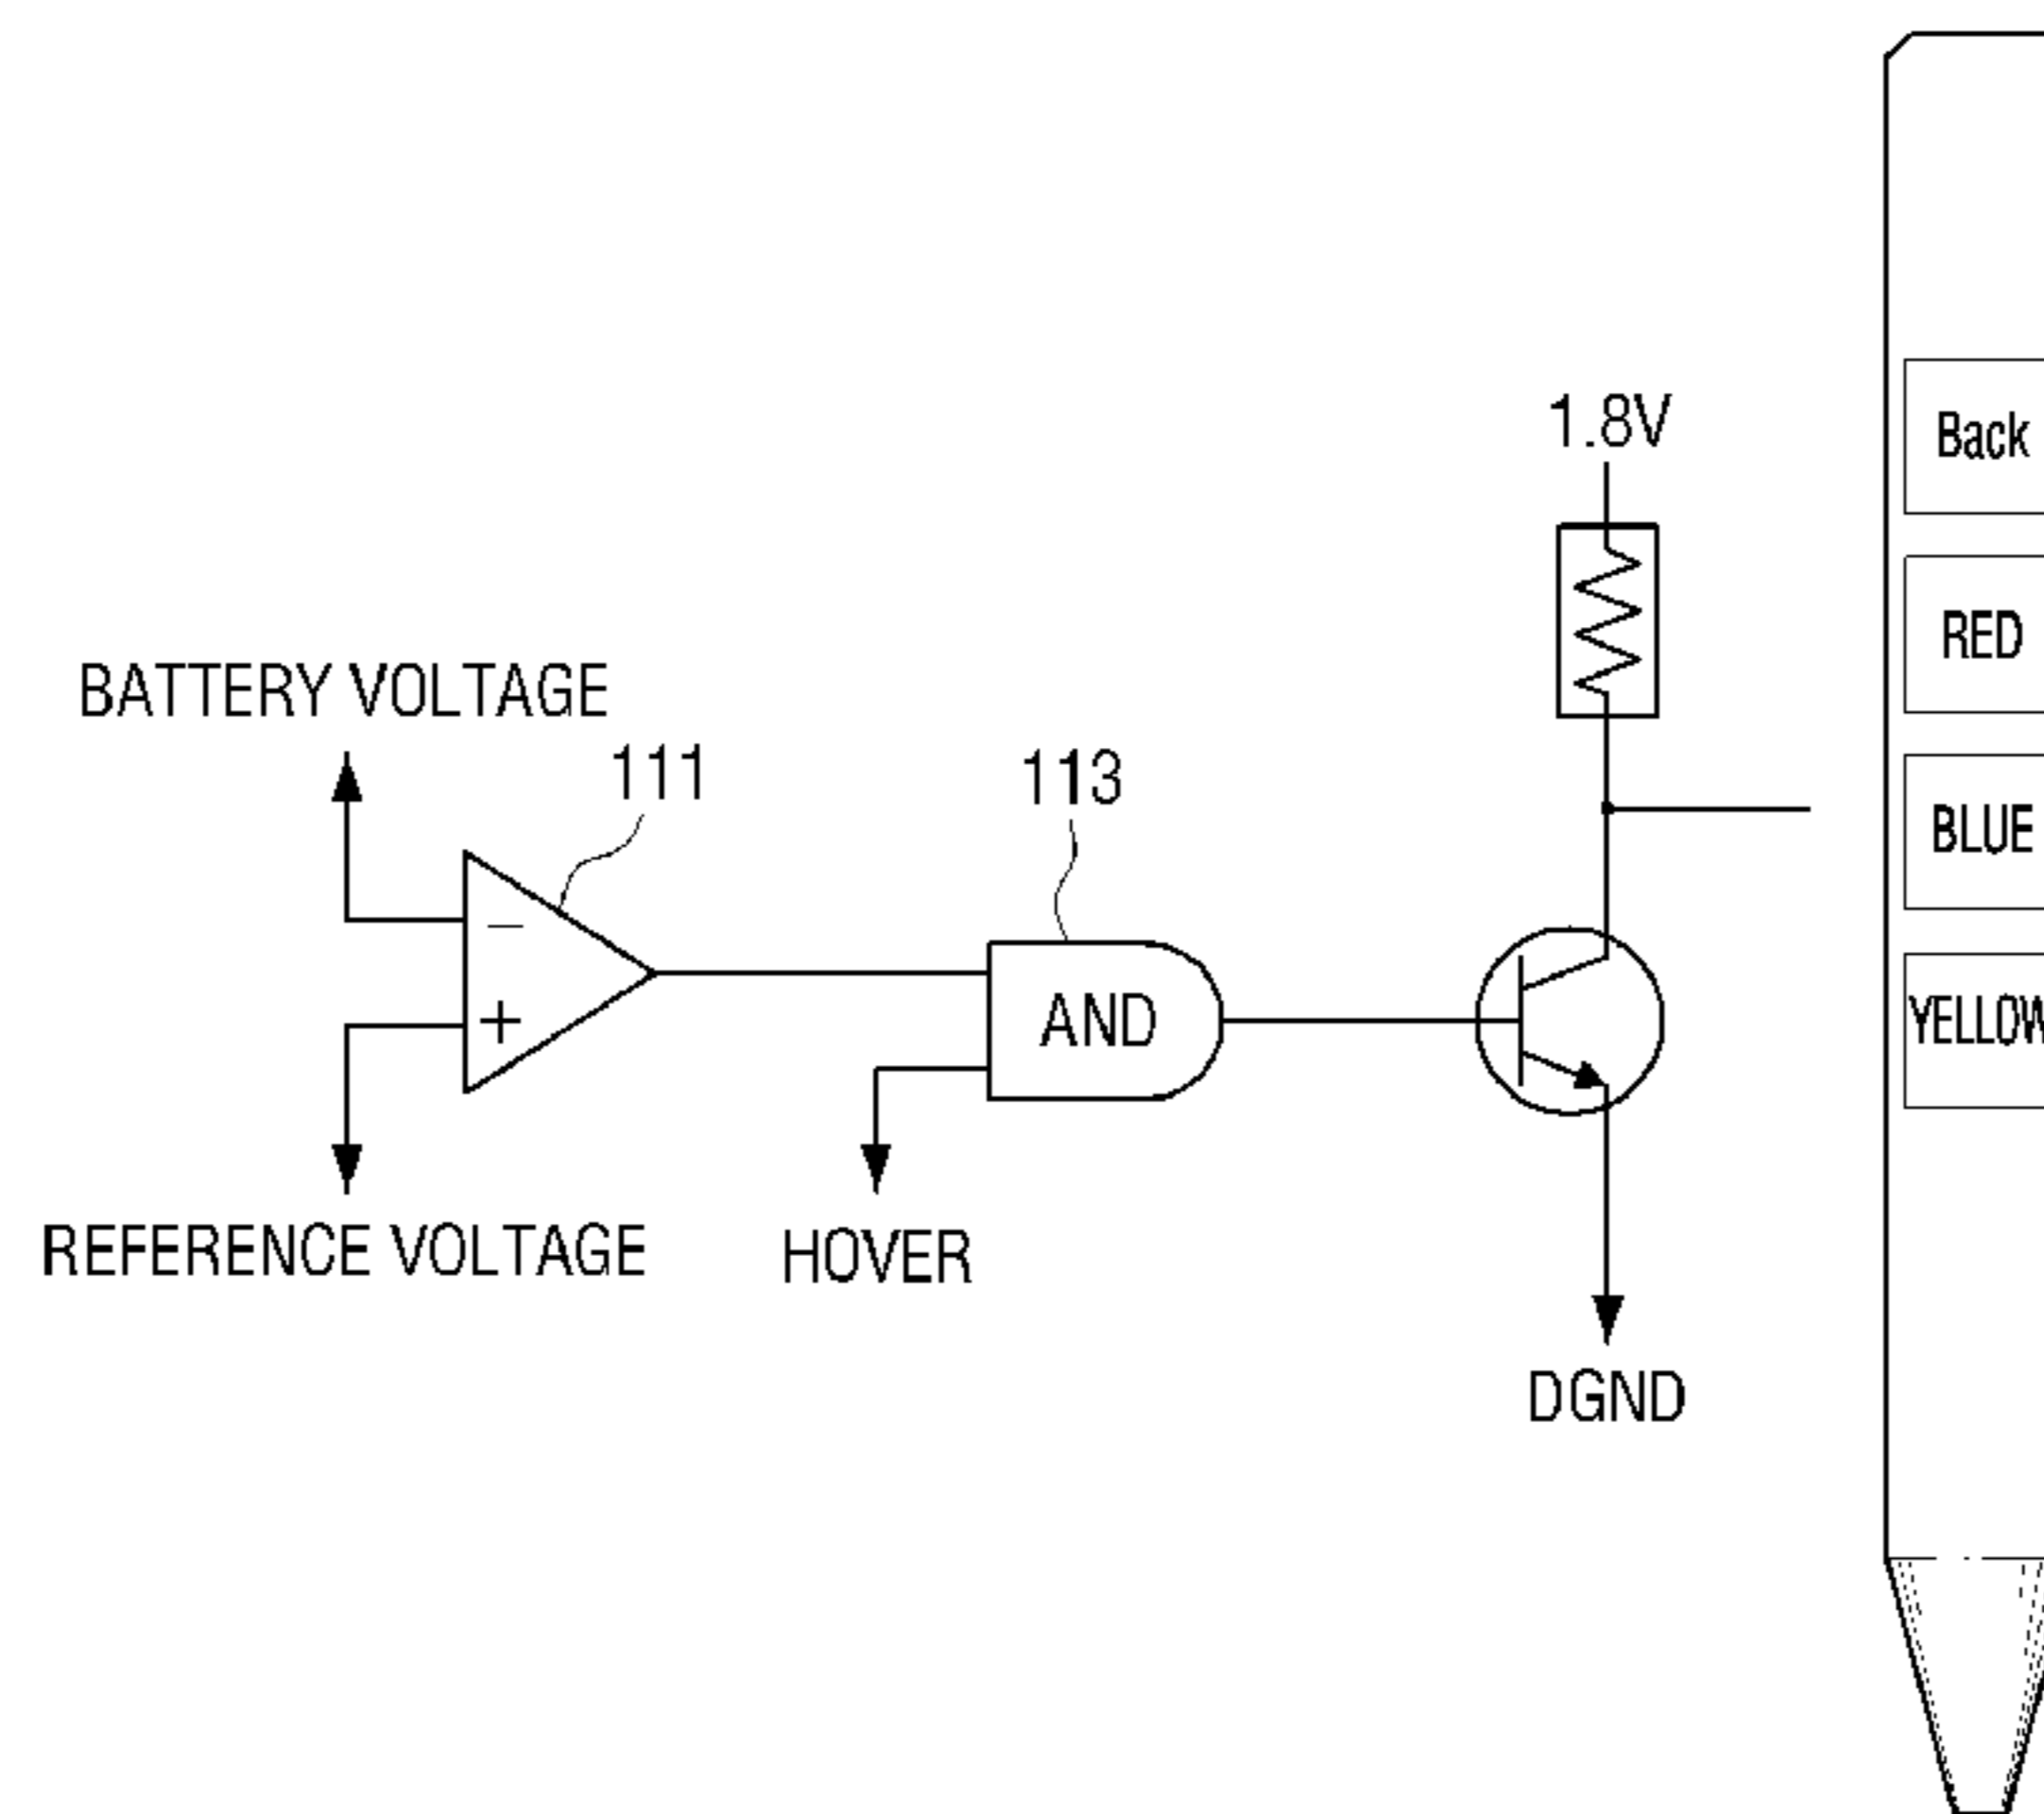 1.8V
Back
RED
BATTERY VOLTAGE
111
113
BLUE
−
+
AND
YELLOW
REFERENCE VOLTAGE
HOVER
DGND